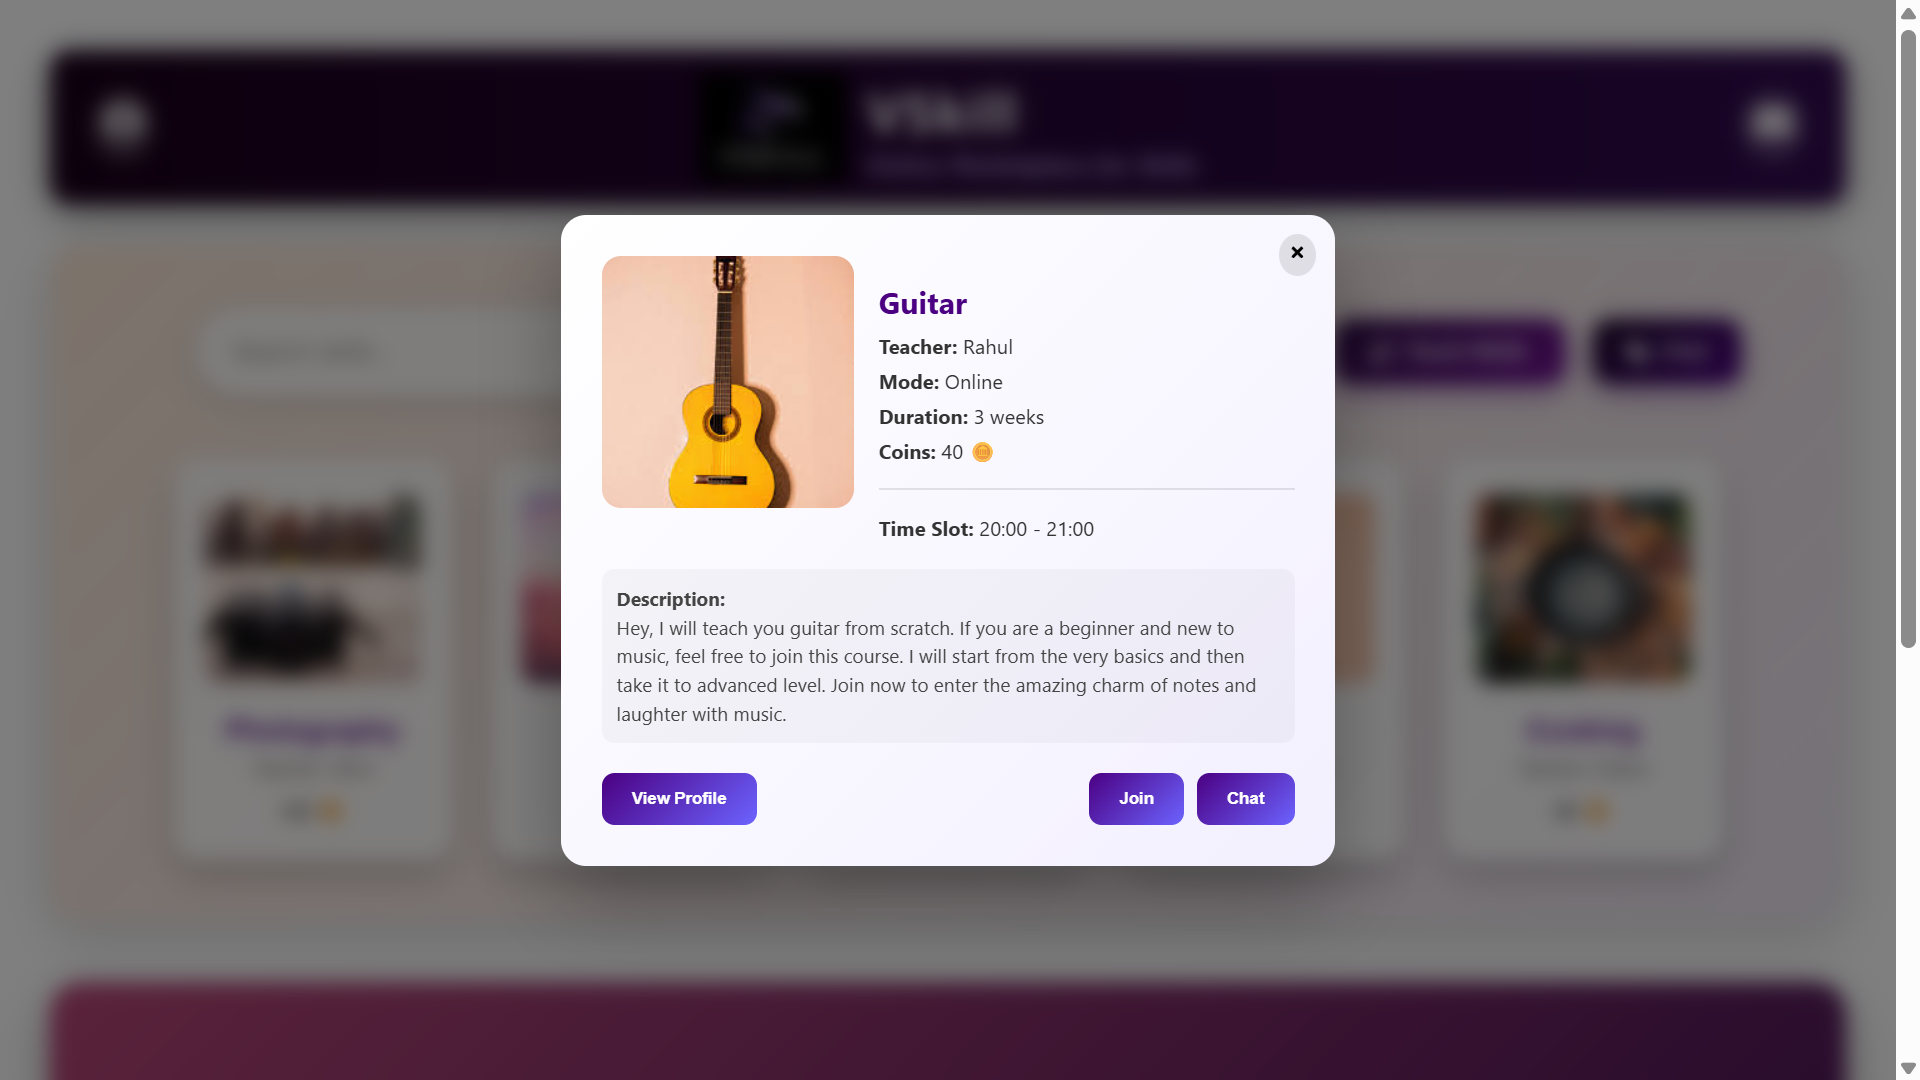 VSkill
Guitar
Teacher: Rahul
Mode: Online
Duration: 3 weeks
Coins: 40
Time Slot: 20:00 - 21:00
Description:
Hey, I will teach you guitar from scratch. If you are a beginner and new to
music, feel free to join this course. I will start from the very basics and then
take it to advanced level. Join now to enter the amazing charm of notes and
laughter with music.
View Profile
Join
Chat
Photography
Cooking